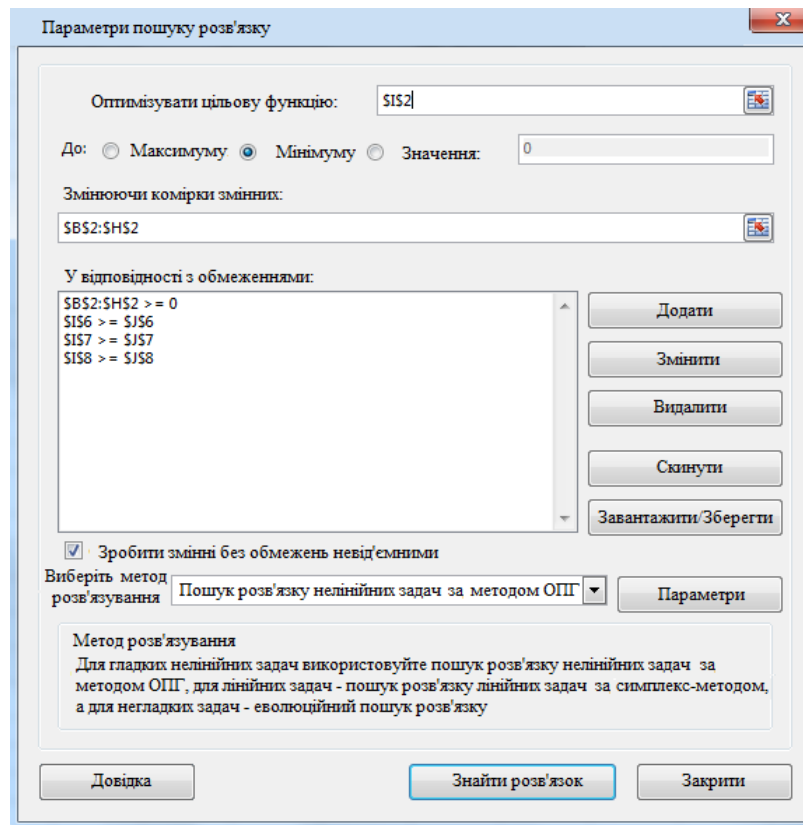 Параметри пошуку розв'язку
Оптимізувати цільову функцію: $I$2
До: Максимуму Мінімуму Значення: 0
Змінюючи комірки змінних:
$B$2:$H$2
У відповідності з обмеженнями:
$B$2:$H$2 >= 0
$I$6 >= $J$6
$I$7 >= $J$7
$I$8 >= $J$8
Додати
Змінити
Видалити
Скинути
Завантажити/Зберегти
Зробити змінні без обмежень невід'ємними
Виберіть метод
розв'язування Пошук розв'язку нелінійних задач за методом ОПГ Параметри
Метод розв'язування
Для гладких нелінійних задач використовуйте пошук розв'язку нелінійних задач за
методом ОПГ, для лінійних задач - пошук розв'язку лінійних задач за симплекс-методом,
а для негладких задач - еволюційний пошук розв'язку
Довідка Знайти розв'язок Закрити